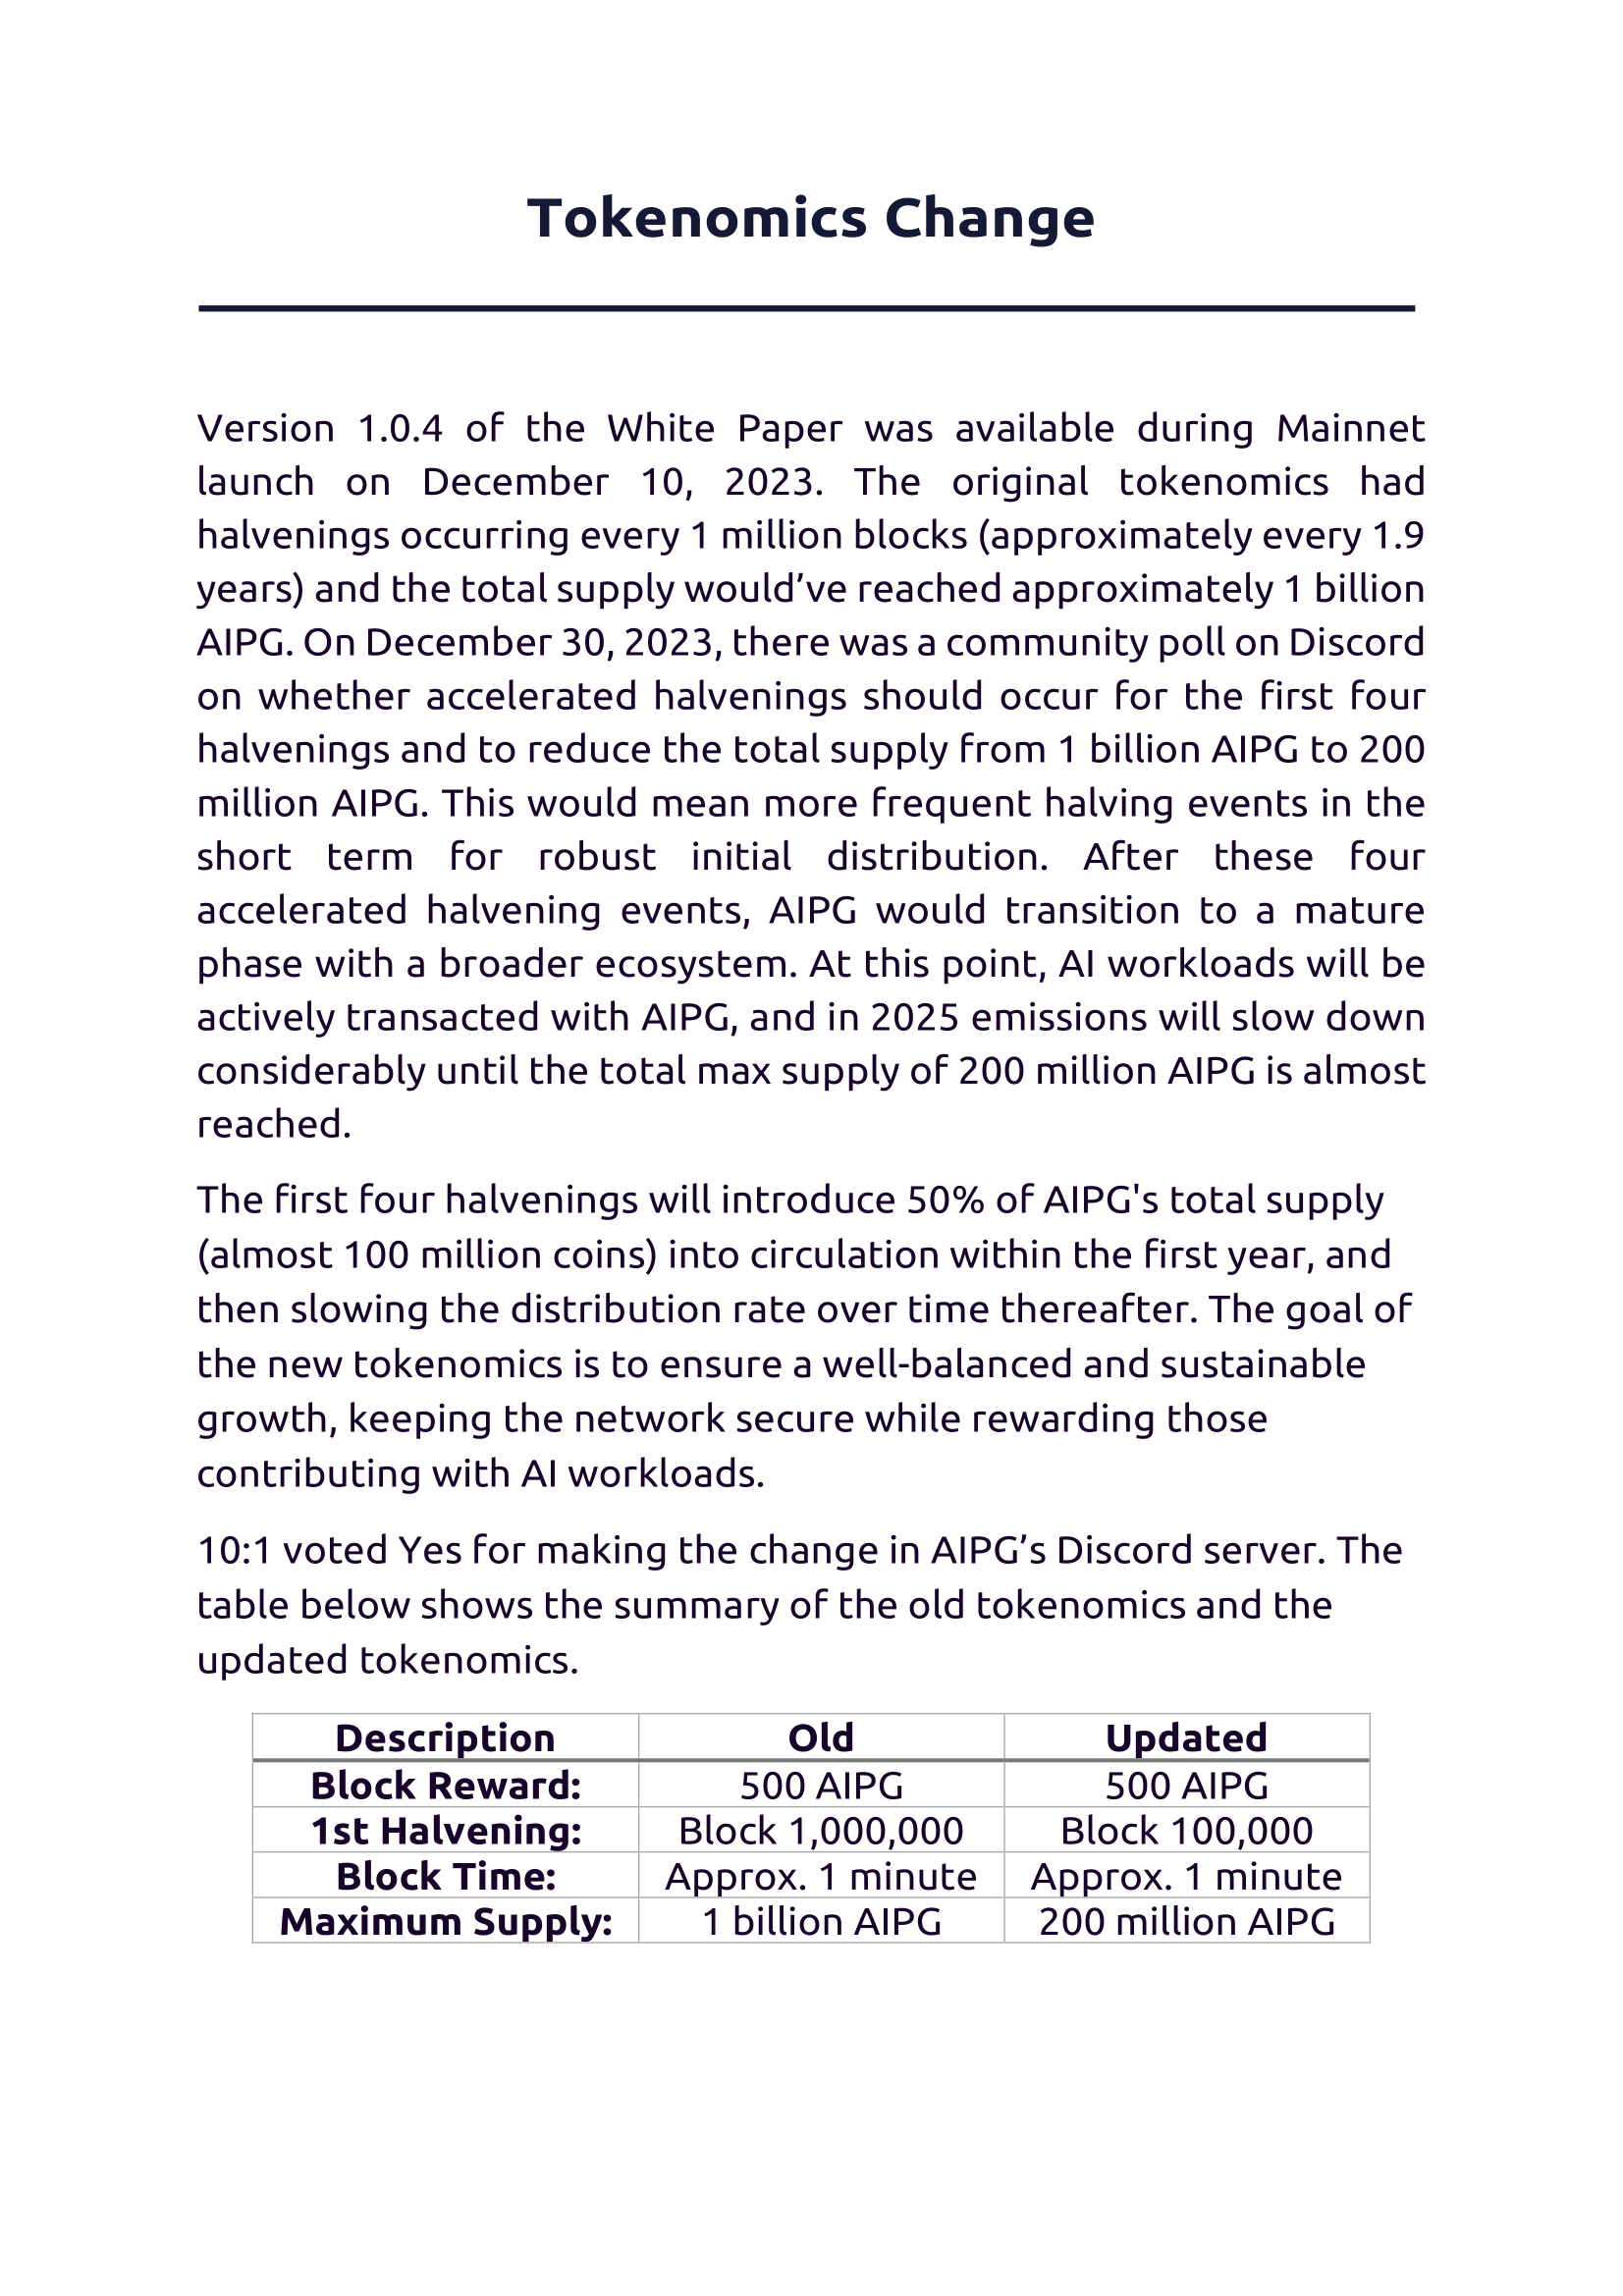 Tokenomics Change
Version 1.0.4 of the White Paper was available during Mainnet
launch on December 10, 2023. The original tokenomics had
halvenings occurring every 1 million blocks (approximately every 1.9
years) and the total supply would’ve reached approximately 1 billion
AIPG. On December 30, 2023, there was a community poll on Discord
on whether accelerated halvenings should occur for the first four
halvenings and to reduce the total supply from 1 billion AIPG to 200
million AIPG. This would mean more frequent halving events in the
short term for robust initial distribution. After these four
accelerated halvening events, AIPG would transition to a mature
phase with a broader ecosystem. At this point, AI workloads will be
actively transacted with AIPG, and in 2025 emissions will slow down
considerably until the total max supply of 200 million AIPG is almost
reached.
The first four halvenings will introduce 50% of AIPG's total supply
(almost 100 million coins) into circulation within the first year, and
then slowing the distribution rate over time thereafter. The goal of
the new tokenomics is to ensure a well-balanced and sustainable
growth, keeping the network secure while rewarding those
contributing with AI workloads.
10:1 voted Yes for making the change in AIPG’s Discord server. The
table below shows the summary of the old tokenomics and the
updated tokenomics.
Description Old Updated
Block Reward: 500 AIPG 500 AIPG
1st Halvening: Block 1,000,000 Block 100,000
Block Time: Approx. 1 minute Approx. 1 minute
Maximum Supply: 1 billion AIPG 200 million AIPG